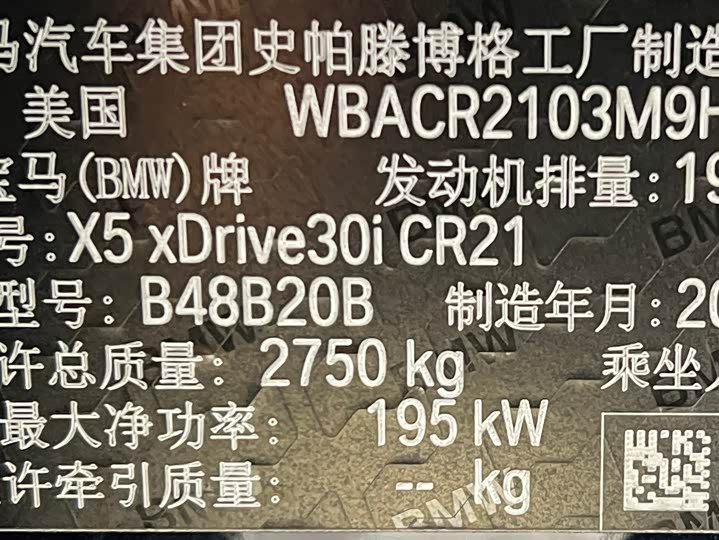 马汽车集团史帕滕博格工厂制造
美国 WBACR2103M9H
宝马(BMW)牌 发动机排量:19
号:X5 xDrive30i CR21
型号:B48B20B 制造年月:20
许总质量:2750 kg 乘坐人
最大净功率: 195 kW
许牵引质量: -- kg